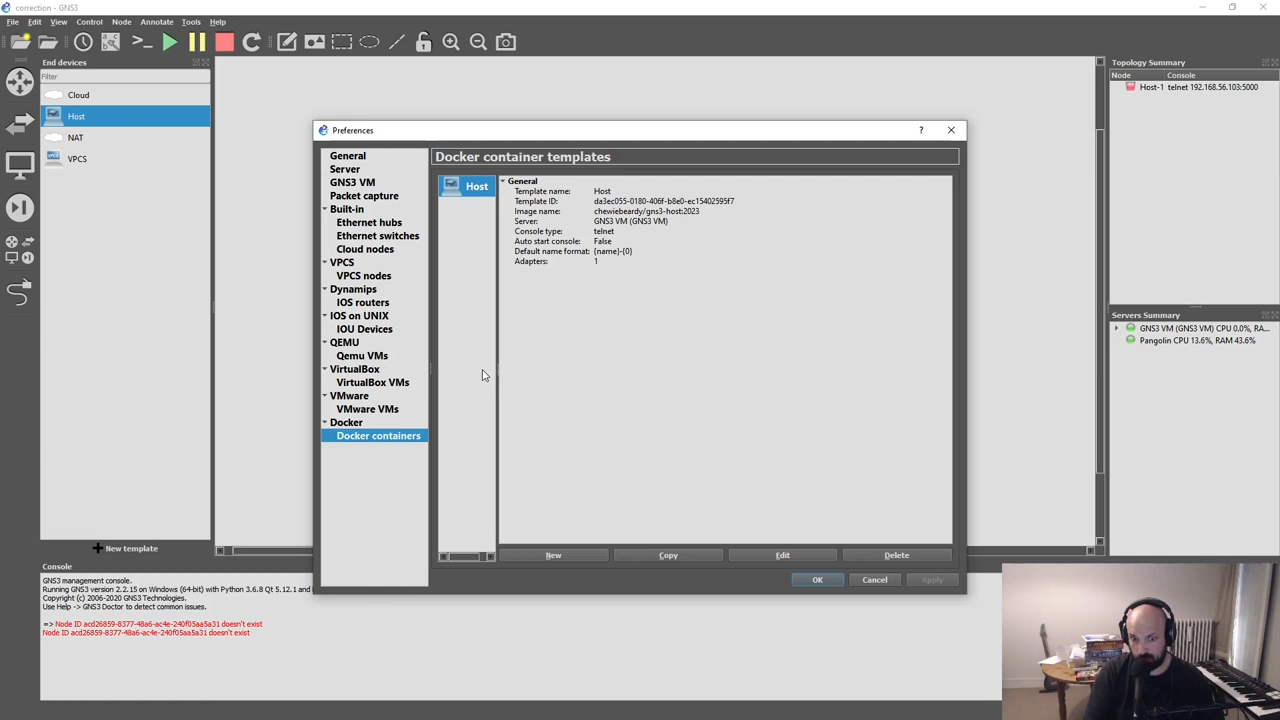 correction - GNS3
File Edit View Control Node Annotate Tools Help
End devices
Filter
Cloud
Host
NAT
VPCS
New template
Preferences
?
General
Server
GNS3 VM
Packet capture
Built-in
Ethernet hubs
Ethernet switches
Cloud nodes
VPCS
VPCS nodes
Dynamips
IOS routers
IOS on UNIX
IOU Devices
QEMU
Qemu VMs
VirtualBox
VirtualBox VMs
VMware
VMware VMs
Docker
Docker containers
Docker container templates
Host
General
Template name: Host
Template ID: da3ec055-0180-406f-b8e0-ec15402595f7
Image name: chewiebeardy/gns3-host:2023
Server: GNS3 VM (GNS3 VM)
Console type: telnet
Auto start console: False
Default name format: {name}-{0}
Adapters: 1
New Copy Edit Delete
OK Cancel Apply
Topology Summary
Node Console
Host-1 telnet 192.168.56.103:5000
Servers Summary
GNS3 VM (GNS3 VM) CPU 0.0%, RA...
Pangolin CPU 13.6%, RAM 43.6%
Console
GNS3 management console.
Running GNS3 version 2.2.15 on Windows (64-bit) with Python 3.6.8 Qt 5.12.1 and
Copyright (c) 2006-2020 GNS3 Technologies.
Use Help -> GNS3 Doctor to detect common issues.
=> Node ID acd26859-8377-48a6-ac4e-240f05aa5a31 doesn't exist
Node ID acd26859-8377-48a6-ac4e-240f05aa5a31 doesn't exist